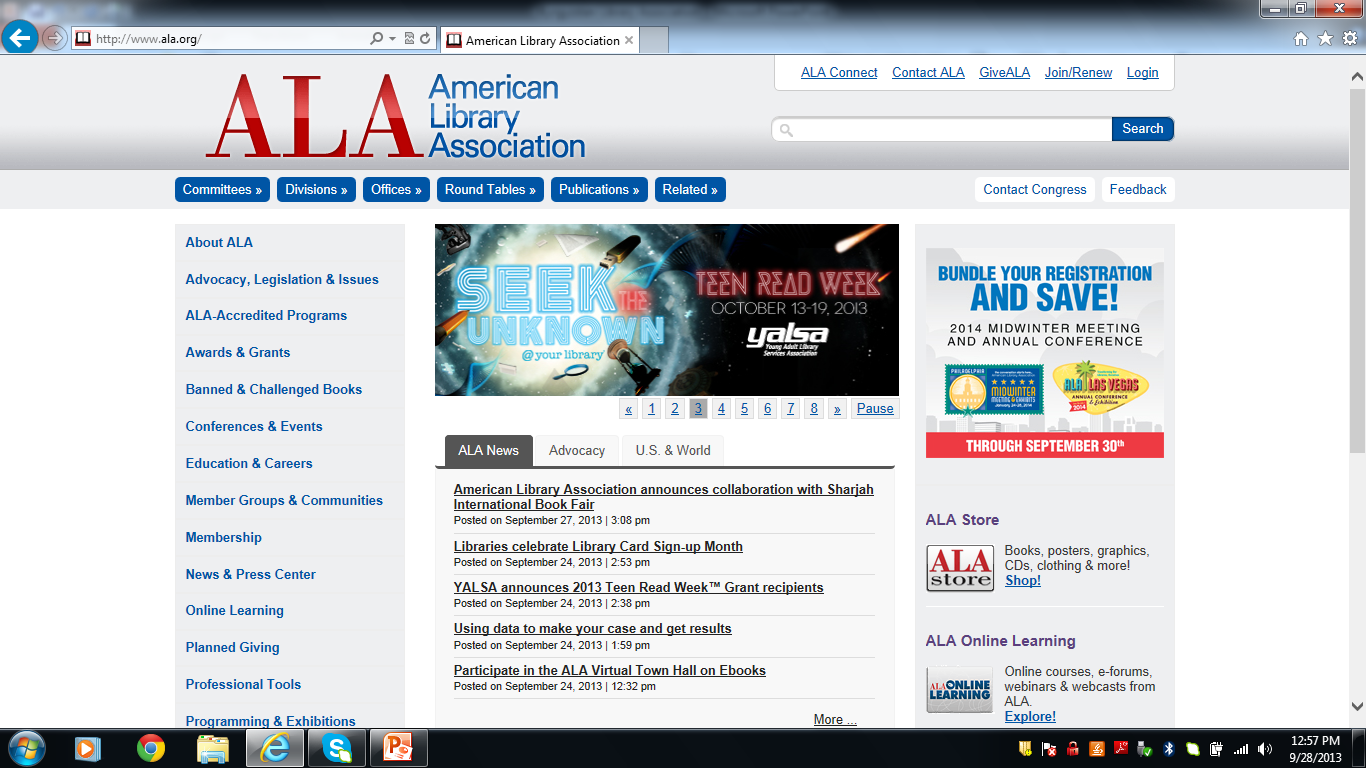 http://www.ala.org/
American Library Association
ALA Connect Contact ALA GiveALA Join/Renew Login
ALA American
Library
Association
Search
Committees » Divisions » Offices » Round Tables » Publications » Related »
Contact Congress Feedback
About ALA
Advocacy, Legislation & Issues
ALA-Accredited Programs
Awards & Grants
Banned & Challenged Books
Conferences & Events
Education & Careers
Member Groups & Communities
Membership
News & Press Center
Online Learning
Planned Giving
Professional Tools
Programming & Exhibitions
SEEK THE
UNKNOWN
@ your library
TEEN READ WEEK
OCTOBER 13-19, 2013
yalsa
Young Adult Library
Services Association
« 1 2 3 4 5 6 7 8 » Pause
ALA News Advocacy U.S. & World
American Library Association announces collaboration with Sharjah
International Book Fair
Posted on September 27, 2013 | 3:08 pm
Libraries celebrate Library Card Sign-up Month
Posted on September 24, 2013 | 2:53 pm
YALSA announces 2013 Teen Read Week™ Grant recipients
Posted on September 24, 2013 | 2:38 pm
Using data to make your case and get results
Posted on September 24, 2013 | 1:59 pm
Participate in the ALA Virtual Town Hall on Ebooks
Posted on September 24, 2013 | 12:32 pm
More ...
BUNDLE YOUR REGISTRATION
AND SAVE!
2014 MIDWINTER MEETING
AND ANNUAL CONFERENCE
PHILADELPHIA
MIDWINTER
MEETING & EXHIBITS
January 24-28, 2014
ALA LAS VEGAS
ANNUAL CONFERENCE
& Exhibition
2014
THROUGH SEPTEMBER 30th
ALA Store
ALA
store
Books, posters, graphics,
CDs, clothing & more!
Shop!
ALA Online Learning
ALA ONLINE
LEARNING
Online courses, e-forums,
webinars & webcasts from
ALA.
Explore!
12:57 PM
9/28/2013